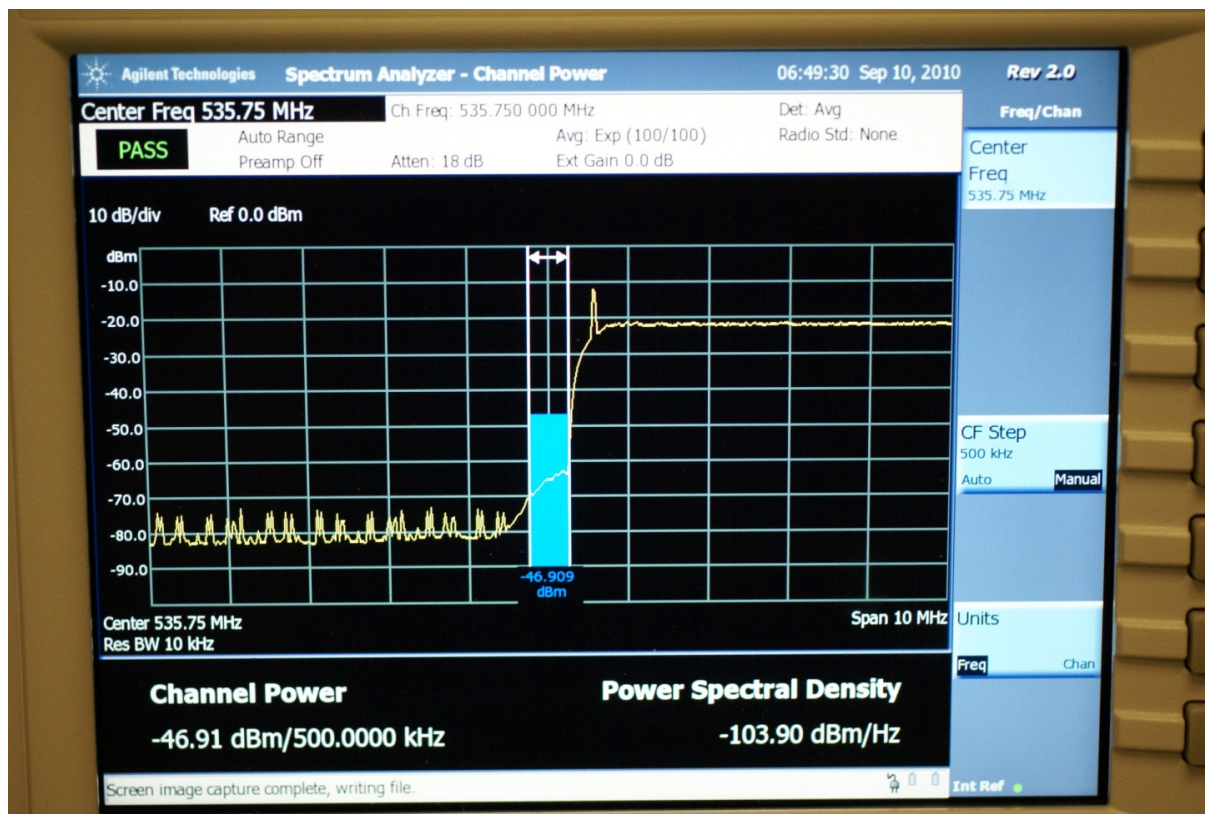 Agilent Technologies Spectrum Analyzer - Channel Power 06:49:30 Sep 10, 2010 Rev 2.0
Center Freq 535.75 MHz Ch Freq: 535.750 000 MHz Det: Avg
PASS Auto Range Avg: Exp (100/100) Radio Std: None
Preamp Off Atten: 18 dB Ext Gain 0.0 dB
Freq/Chan
Center
Freq
535.75 MHz
10 dB/div Ref 0.0 dBm
dBm
-10.0
-20.0
-30.0
-40.0
-50.0
-60.0
-70.0
-80.0
-90.0
-46.909
dBm
Center 535.75 MHz Span 10 MHz
Res BW 10 kHz
CF Step
500 kHz
Auto Manual
Units
Freq Chan
Channel Power Power Spectral Density
-46.91 dBm/500.0000 kHz -103.90 dBm/Hz
Screen image capture complete, writing file.
Int Ref